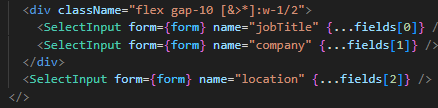 <div className="flex gap-10 [&>*]:w-1/2">
<SelectInput form={form} name="jobTitle" {...fields[0]} />
<SelectInput form={form} name="company" {...fields[1]} />
</div>
<SelectInput form={form} name="location" {...fields[2]} />
</>